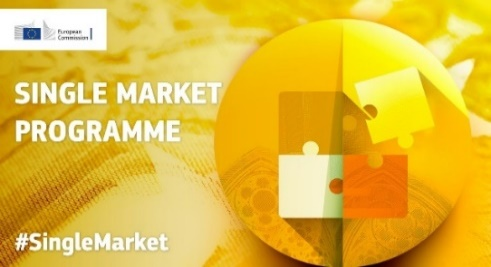 European
Commission
SINGLE MARKET
PROGRAMME
#SingleMarket